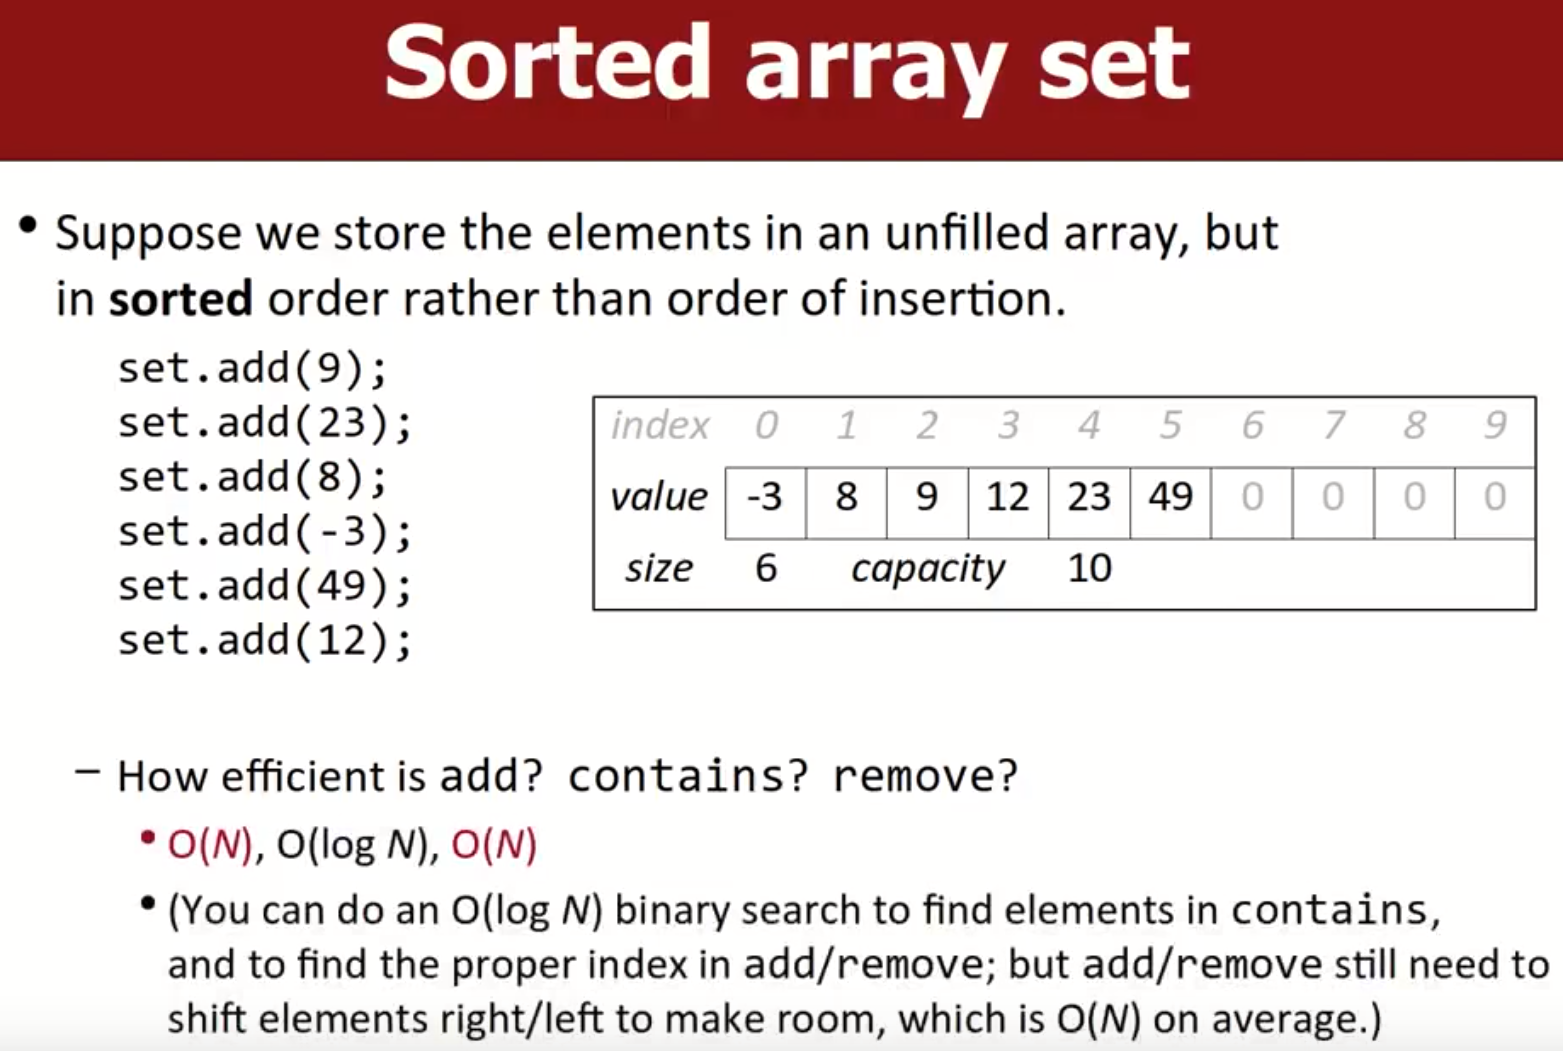 Sorted array set
• Suppose we store the elements in an unfilled array, but
in sorted order rather than order of insertion.
set.add(9);
set.add(23);
set.add(8);
set.add(-3);
set.add(49);
set.add(12);
index 0 1 2 3 4 5 6 7 8 9
value -3 8 9 12 23 49 0 0 0 0
size 6 capacity 10
– How efficient is add? contains? remove?
• O(N), O(log N), O(N)
• (You can do an O(log N) binary search to find elements in contains,
and to find the proper index in add/remove; but add/remove still need to
shift elements right/left to make room, which is O(N) on average.)